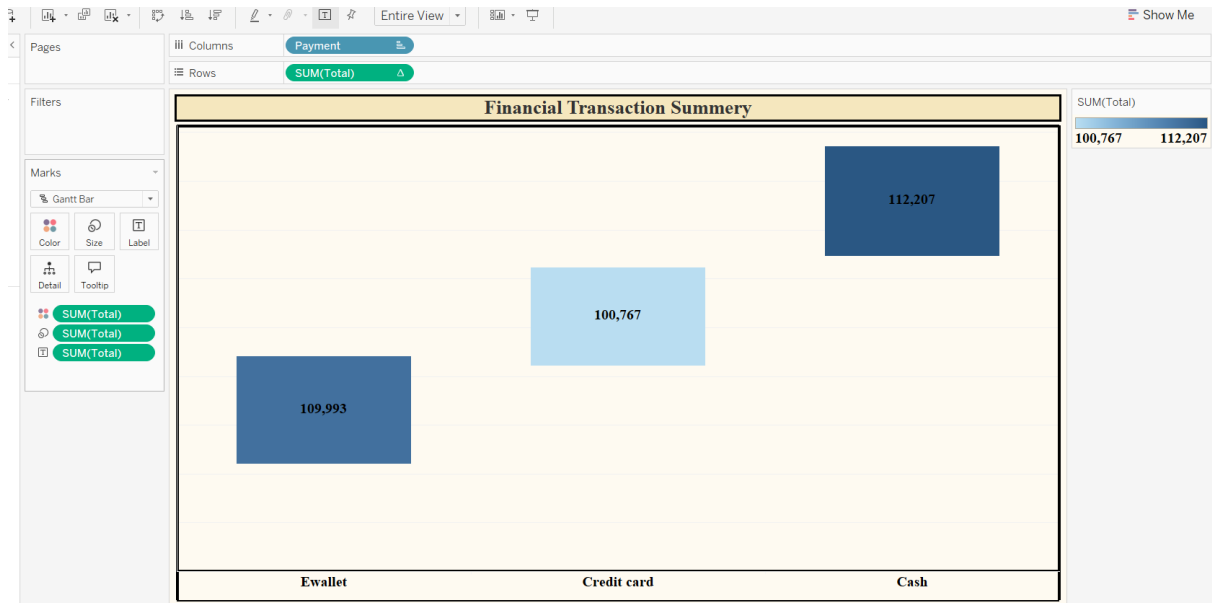 Entire View
Show Me
Pages
Columns
Payment
Rows
SUM(Total)
Filters
Financial Transaction Summery
SUM(Total)
100,767 112,207
Marks
Gantt Bar
Color Size Label
Detail Tooltip
SUM(Total)
SUM(Total)
SUM(Total)
112,207
100,767
109,993
Ewallet Credit card Cash